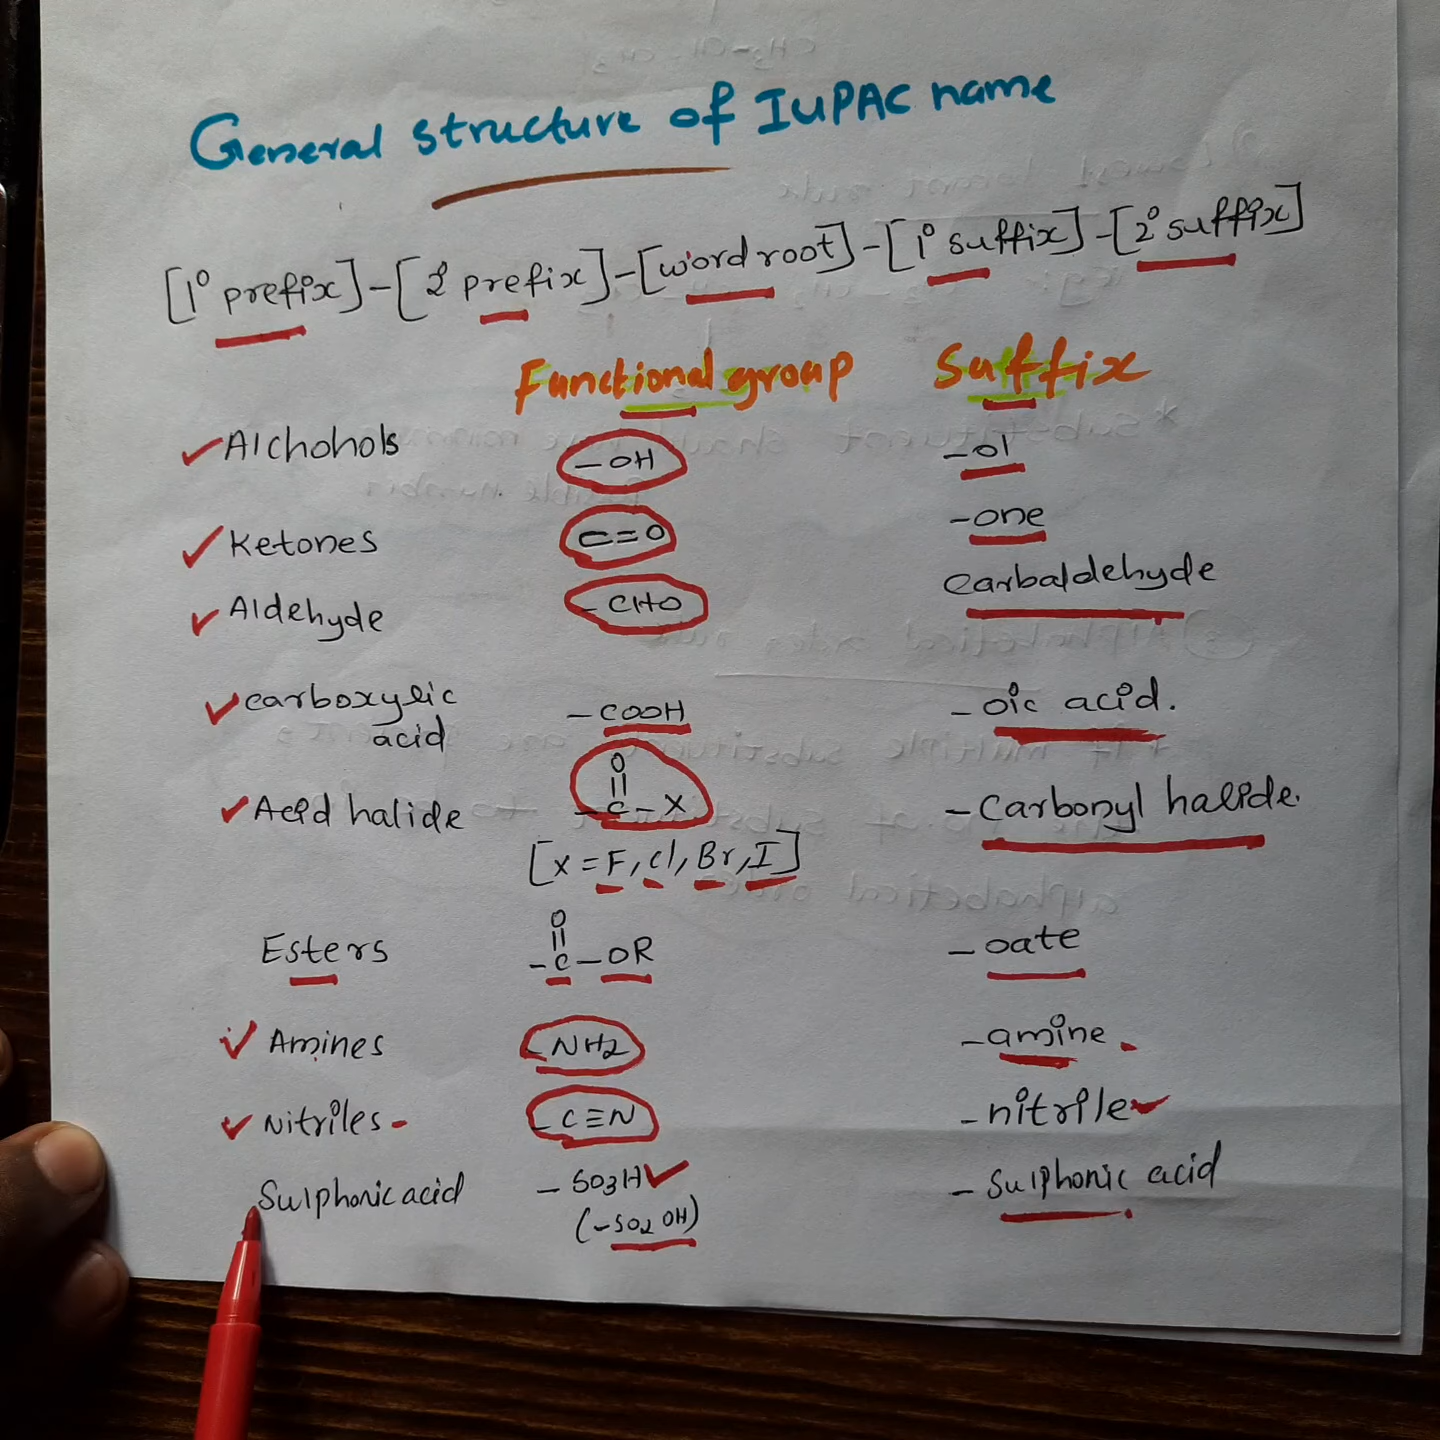 General structure of IUPAC name
[1° prefix]-[2° prefix]-[word root]-[1° suffix]-[2° suffix]
Functional group Suffix
Alchohols -OH -ol
Ketones C=O -one
Aldehyde -CHO carbaldehyde
carboxylic acid -COOH -oic acid.
Acid halide O || -C-X -Carbonyl halide.
[X=F, Cl, Br, I]
Esters O || -C-OR -oate
Amines -NH2 -amine
Nitriles -C≡N -nitrile
Sulphonic acid -SO3H -Sulphonic acid
(-SO2OH)